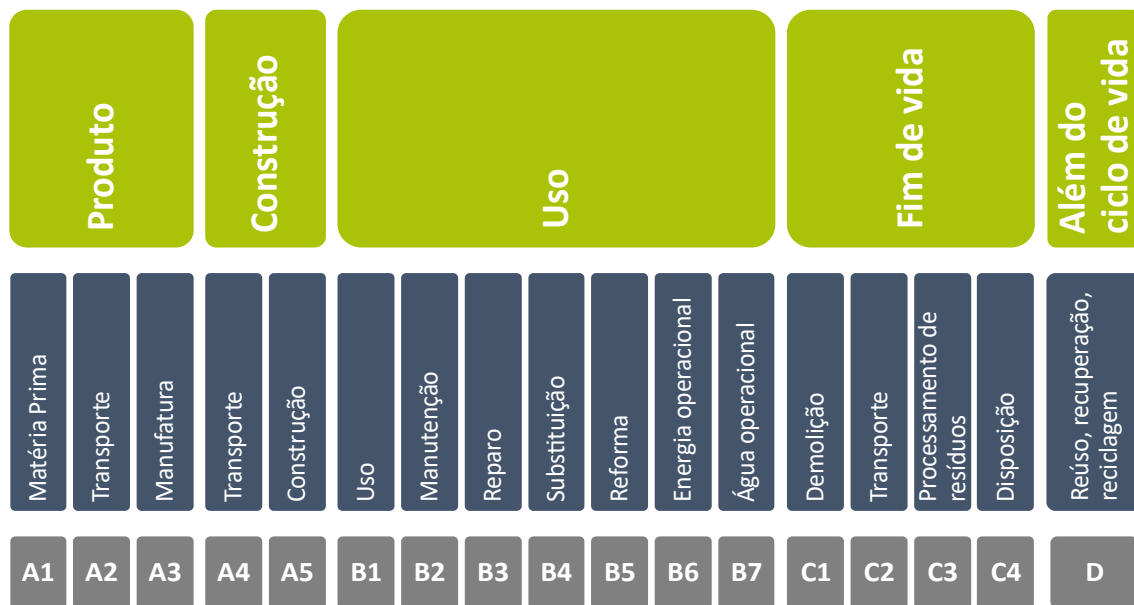 Produto
Construção
Uso
Fim de vida
Além do
ciclo de vida
Matéria Prima
Transporte
Manufatura
Transporte
Construção
Uso
Manutenção
Reparo
Substituição
Reforma
Energia operacional
Água operacional
Demolição
Transporte
Processamento de
resíduos
Disposição
Reúso, recuperação,
reciclagem
A1
A2
A3
A4
A5
B1
B2
B3
B4
B5
B6
B7
C1
C2
C3
C4
D